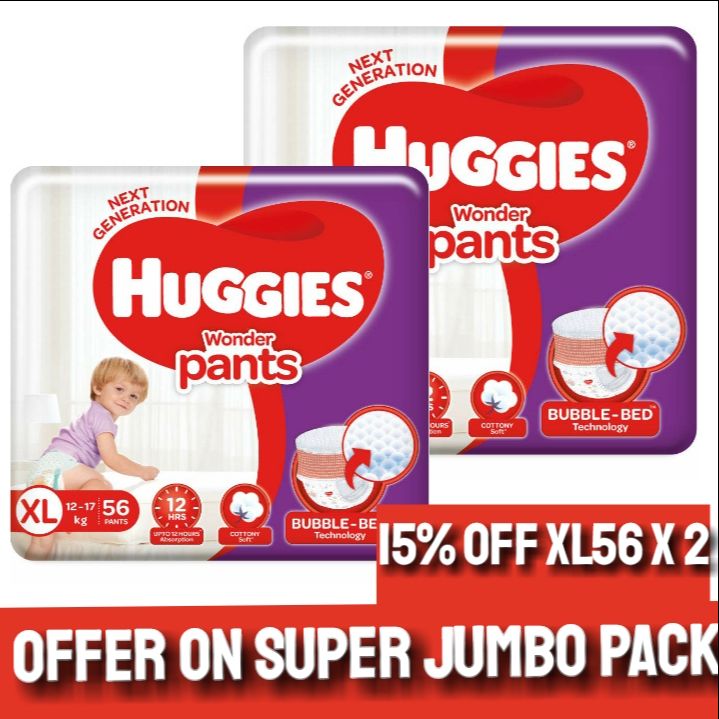 NEXT
GENERATION
HUGGIES®
Wonder
pants
BUBBLE-BED™
Technology
COTTONY
Soft*
NEXT
GENERATION
HUGGIES®
Wonder
pants
XL
12-17
kg
56
PANTS
12
HRS
UPTO 12 HOURS
Absorption
COTTONY
Soft*
BUBBLE-BE
Technology
15% OFF XL56 X 2
OFFER ON SUPER JUMBO PACK